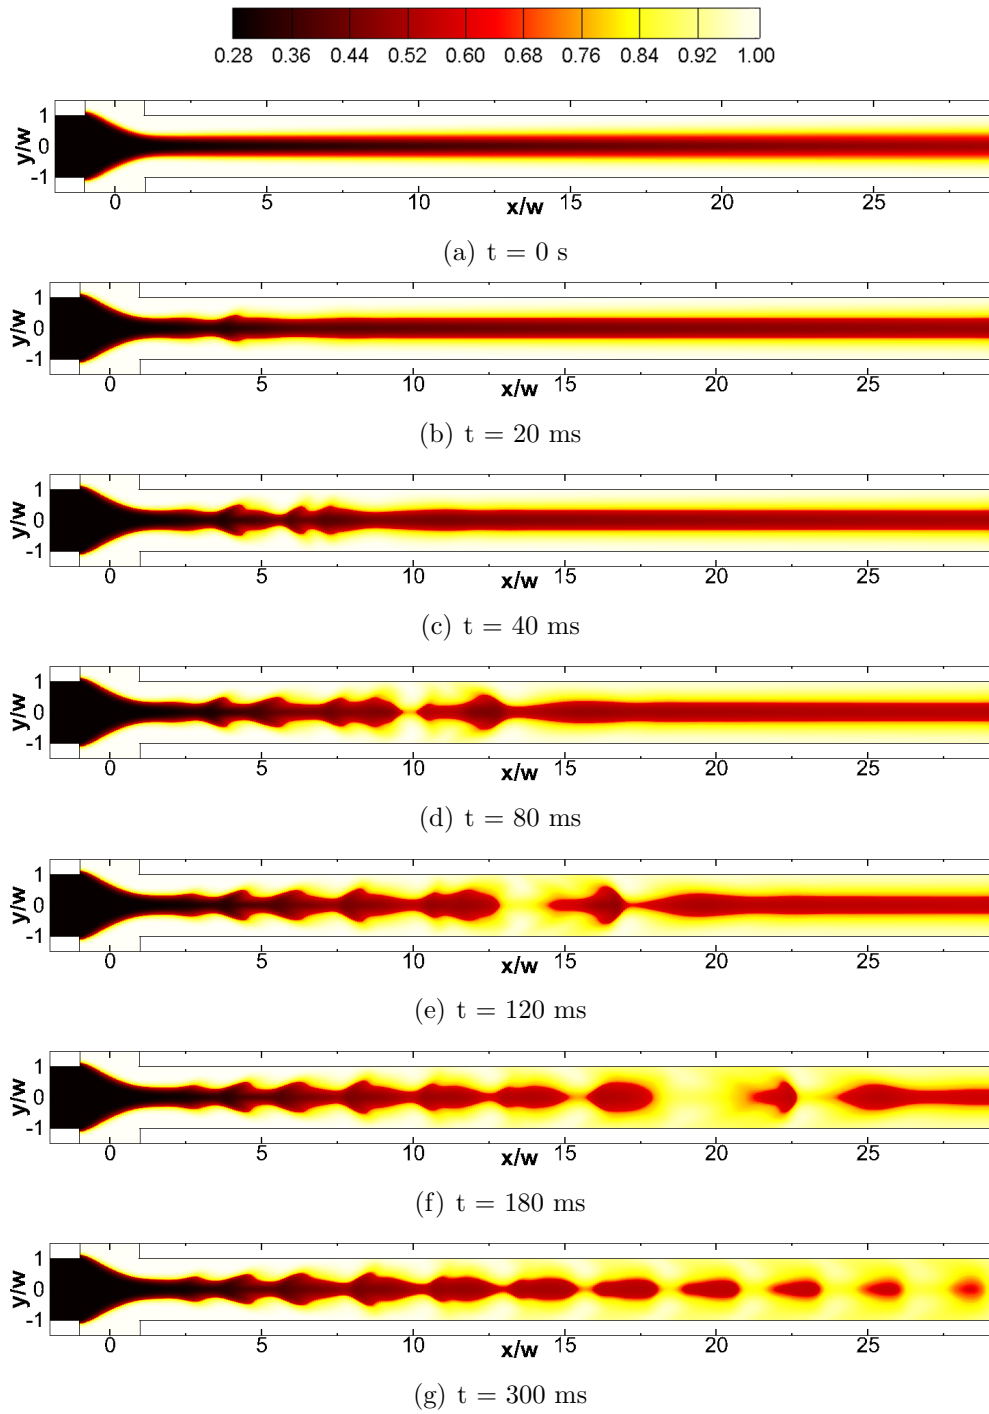 0.28 0.36 0.44 0.52 0.60 0.68 0.76 0.84 0.92 1.00
y/w
1
0
-1
0 5 10 15 20 25
x/w
(a) t = 0 s
y/w
1
0
-1
0 5 10 15 20 25
x/w
(b) t = 20 ms
y/w
1
0
-1
0 5 10 15 20 25
x/w
(c) t = 40 ms
y/w
1
0
-1
0 5 10 15 20 25
x/w
(d) t = 80 ms
y/w
1
0
-1
0 5 10 15 20 25
x/w
(e) t = 120 ms
y/w
1
0
-1
0 5 10 15 20 25
x/w
(f) t = 180 ms
y/w
1
0
-1
0 5 10 15 20 25
x/w
(g) t = 300 ms